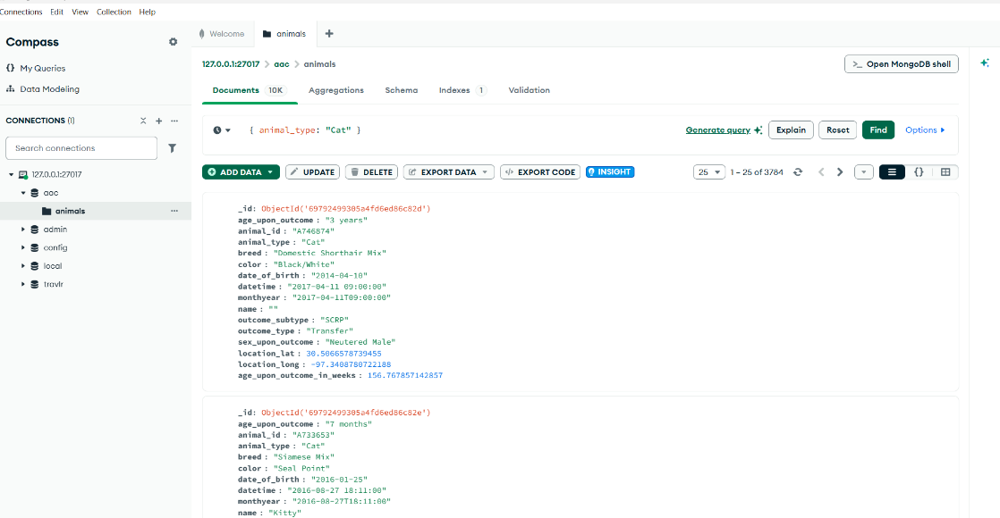 Connections Edit View Collection Help
Compass
My Queries
Data Modeling
CONNECTIONS (1)
Search connections
127.0.0.1:27017
aac
animals
admin
config
local
travlr
Welcome
animals
127.0.0.1:27017 > aac > animals
>_ Open MongoDB shell
Documents 10K Aggregations Schema Indexes 1 Validation
{ animal_type: "Cat" }
Generate query Explain Reset Find Options
ADD DATA UPDATE DELETE EXPORT DATA EXPORT CODE INSIGHT 25 1 – 25 of 3784
_id: ObjectId('69792499305a4fd6ed86c82d')
age_upon_outcome : "3 years"
animal_id : "A746874"
animal_type : "Cat"
breed : "Domestic Shorthair Mix"
color : "Black/White"
date_of_birth : "2014-04-10"
datetime : "2017-04-11 09:00:00"
monthyear : "2017-04-11T09:00:00"
name : ""
outcome_subtype : "SCRP"
outcome_type : "Transfer"
sex_upon_outcome : "Neutered Male"
location_lat : 30.5066578739455
location_long : -97.3408780722188
age_upon_outcome_in_weeks : 156.767857142857
_id: ObjectId('69792499305a4fd6ed86c82e')
age_upon_outcome : "7 months"
animal_id : "A733653"
animal_type : "Cat"
breed : "Siamese Mix"
color : "Seal Point"
date_of_birth : "2016-01-25"
datetime : "2016-08-27 18:11:00"
monthyear : "2016-08-27T18:11:00"
name : "Kitty"